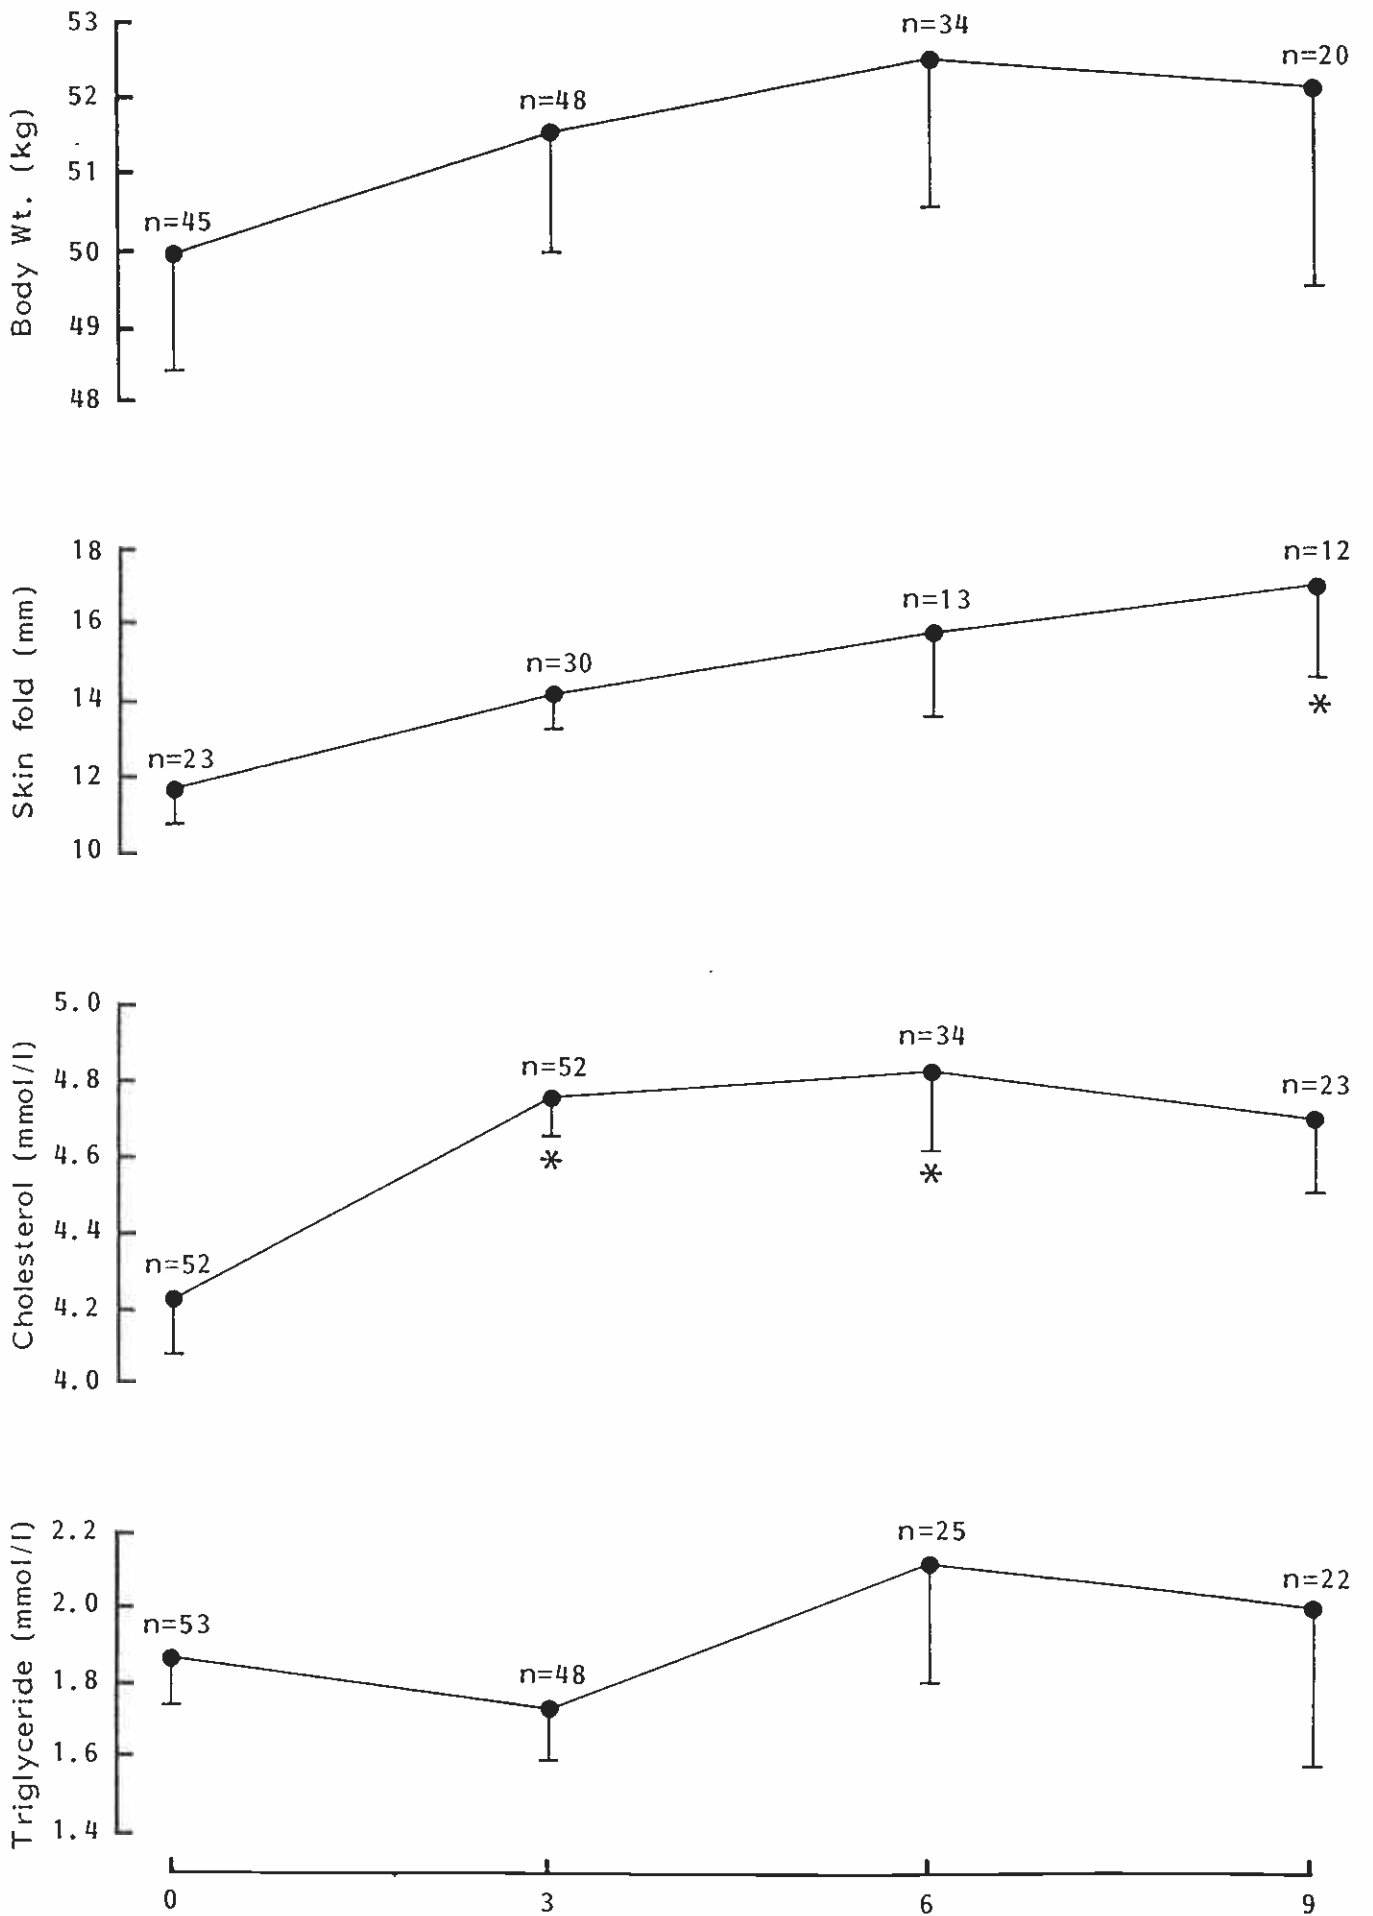 Body Wt. (kg)
53
52
51
50
49
48
n=45
n=48
n=34
n=20
Skin fold (mm)
18
16
14
12
10
n=23
n=30
n=13
n=12
*
Cholesterol (mmol/l)
5.0
4.8
4.6
4.4
4.2
4.0
n=52
n=52
*
n=34
*
n=23
Triglyceride (mmol/l)
2.2
2.0
1.8
1.6
1.4
n=53
n=48
n=25
n=22
0 3 6 9